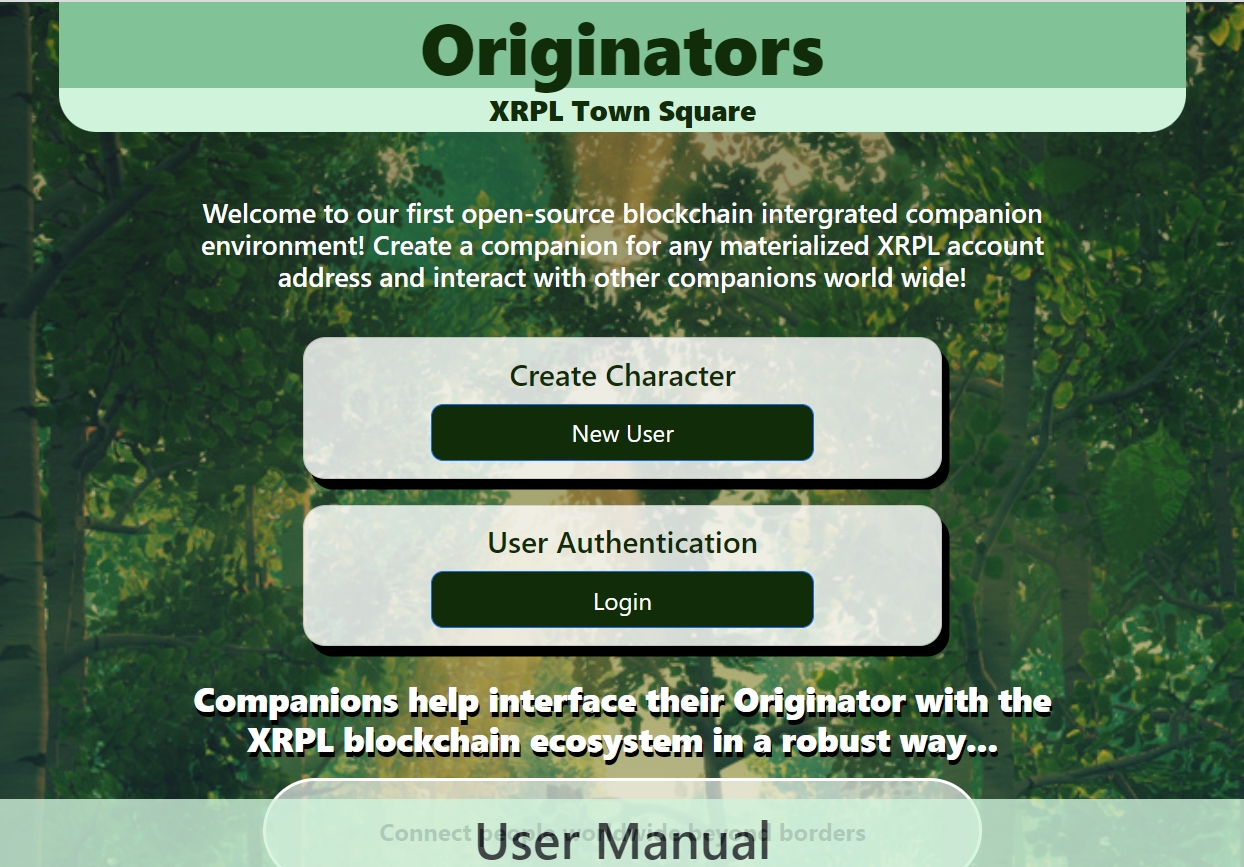 Originators
XRPL Town Square
Welcome to our first open-source blockchain intergrated companion
environment! Create a companion for any materialized XRPL account
address and interact with other companions world wide!
Create Character
New User
User Authentication
Login
Companions help interface their Originator with the
XRPL blockchain ecosystem in a robust way...
Connect people worldwide beyond borders
User Manual